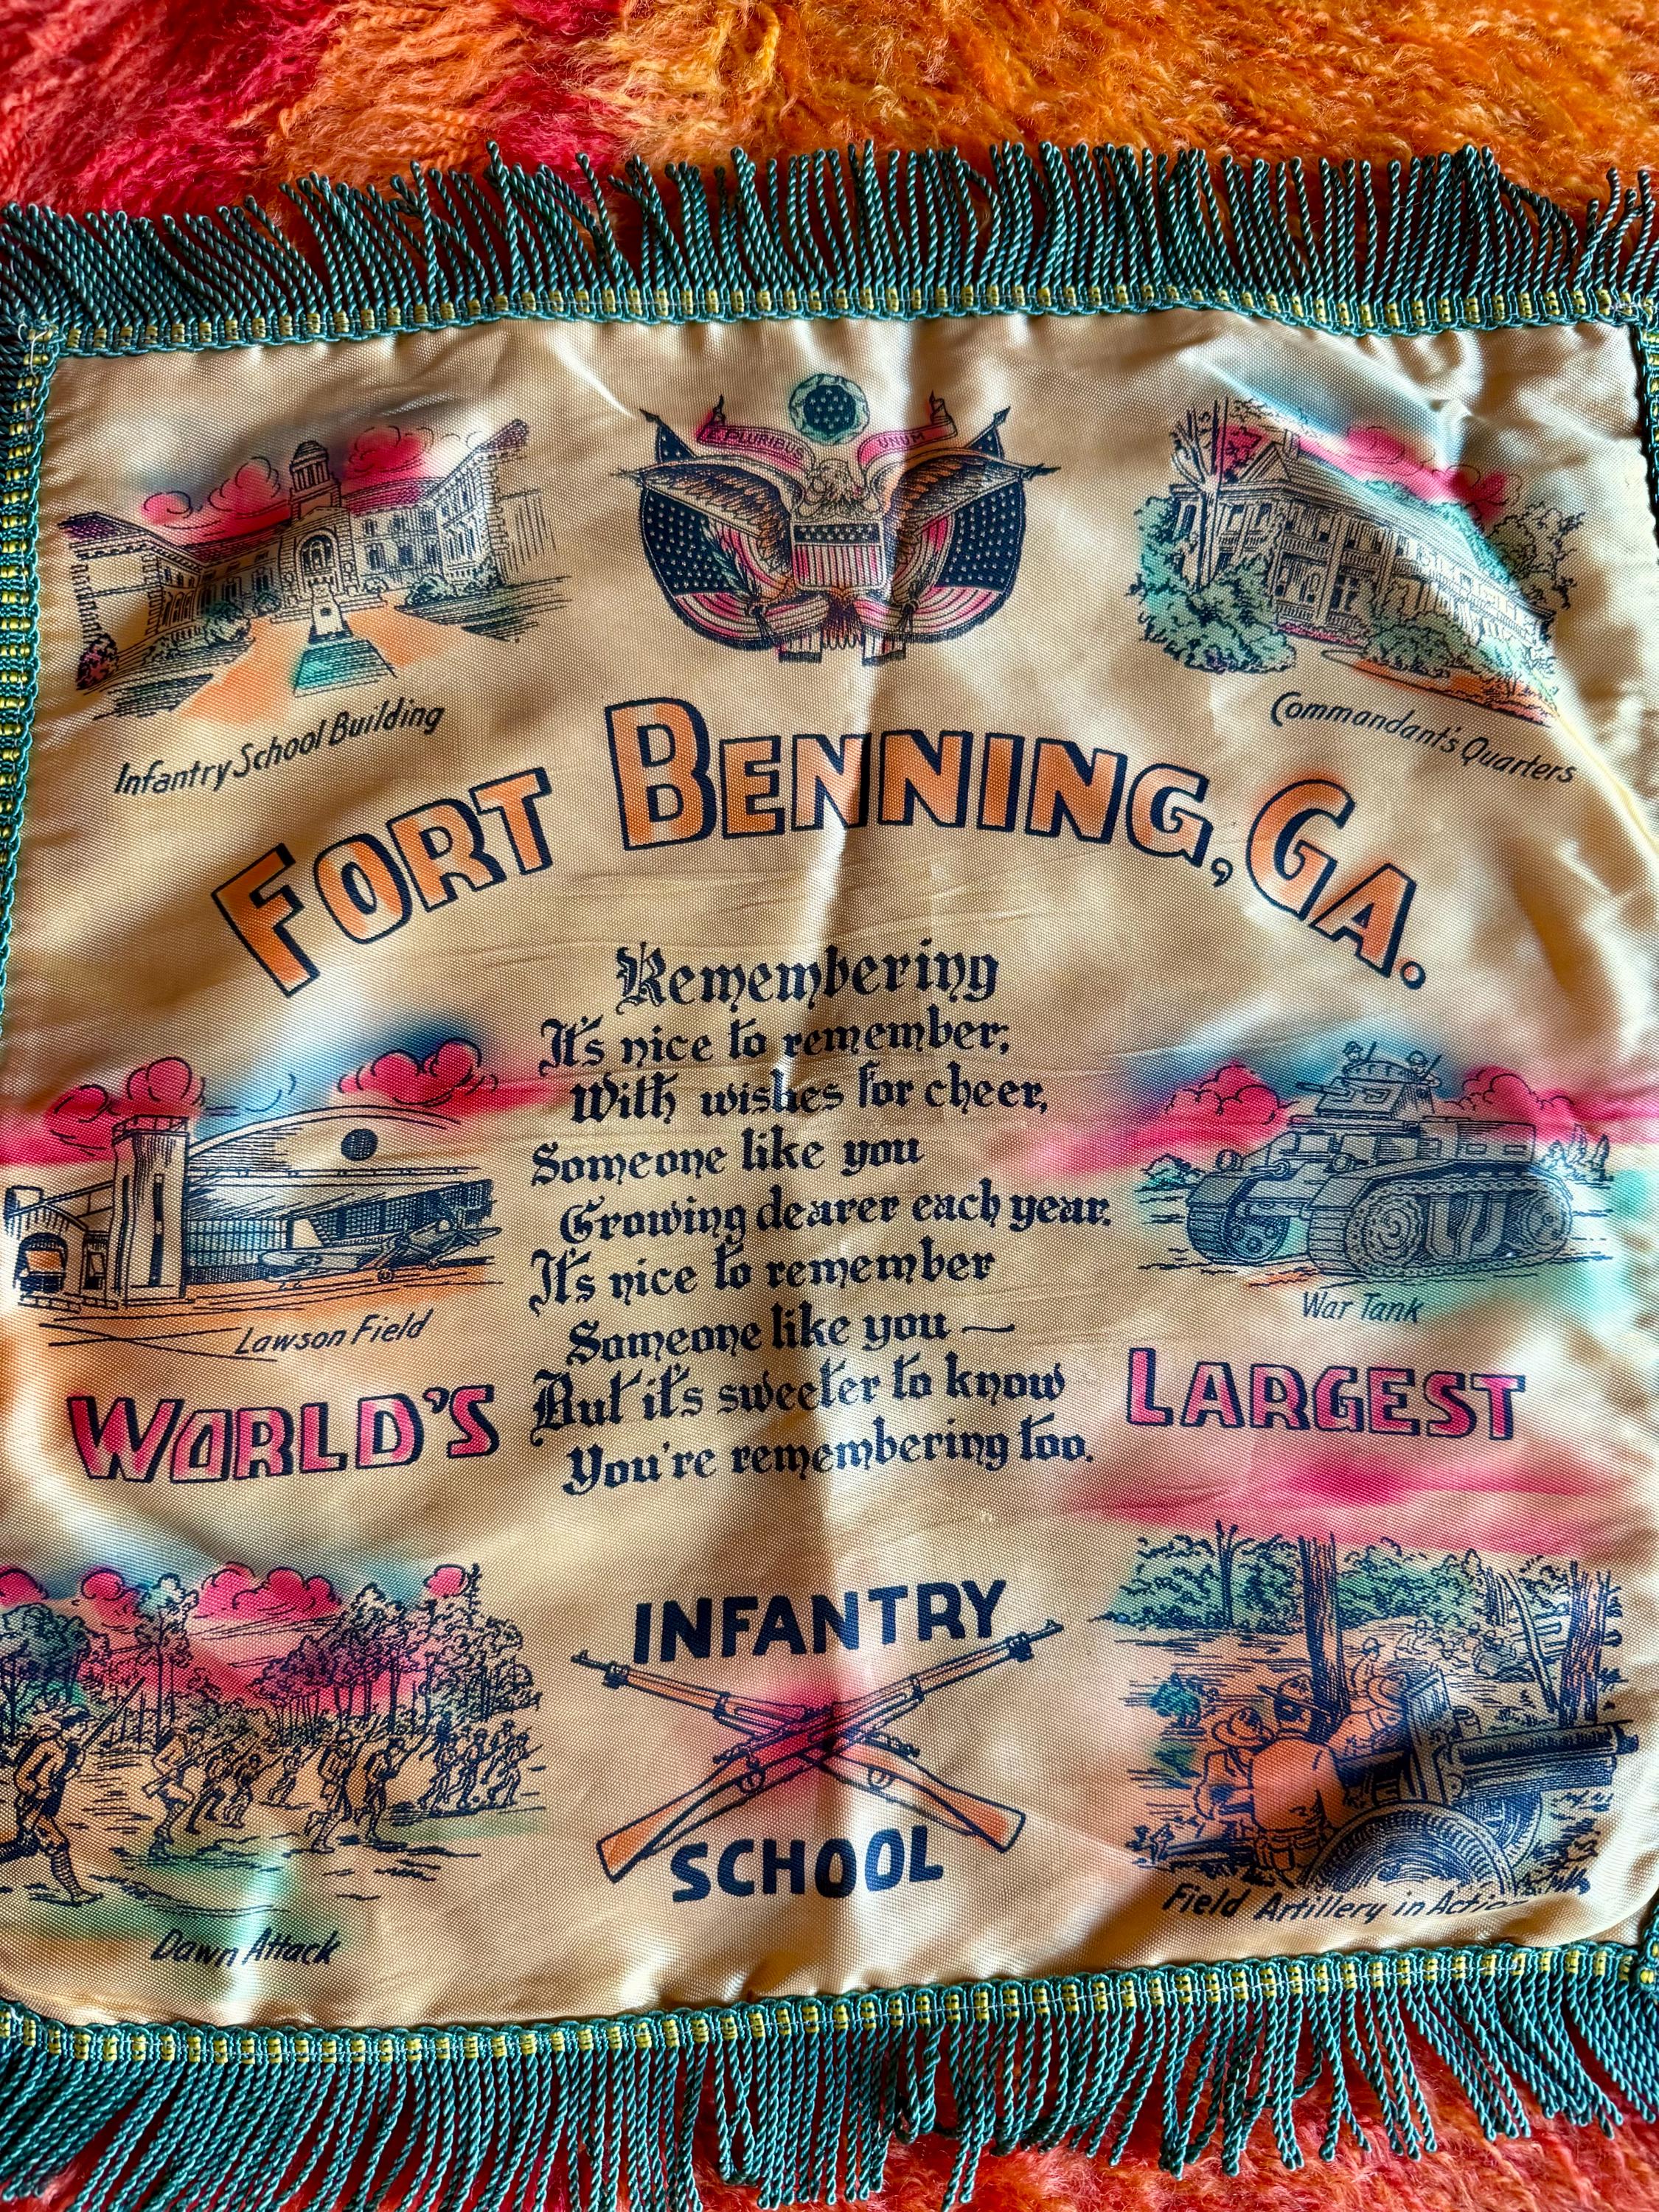 E PLURIBUS UNUM
Infantry School Building
Commandant's Quarters
FORT BENNING, GA.
Remembering
It's nice to remember;
With wishes for cheer,
Someone like you
Growing dearer each year.
It's nice to remember
Someone like you —
But it's sweeter to know
You're remembering too.
Lawson Field
War Tank
WORLD'S
LARGEST
INFANTRY
SCHOOL
Dawn Attack
Field Artillery in Action